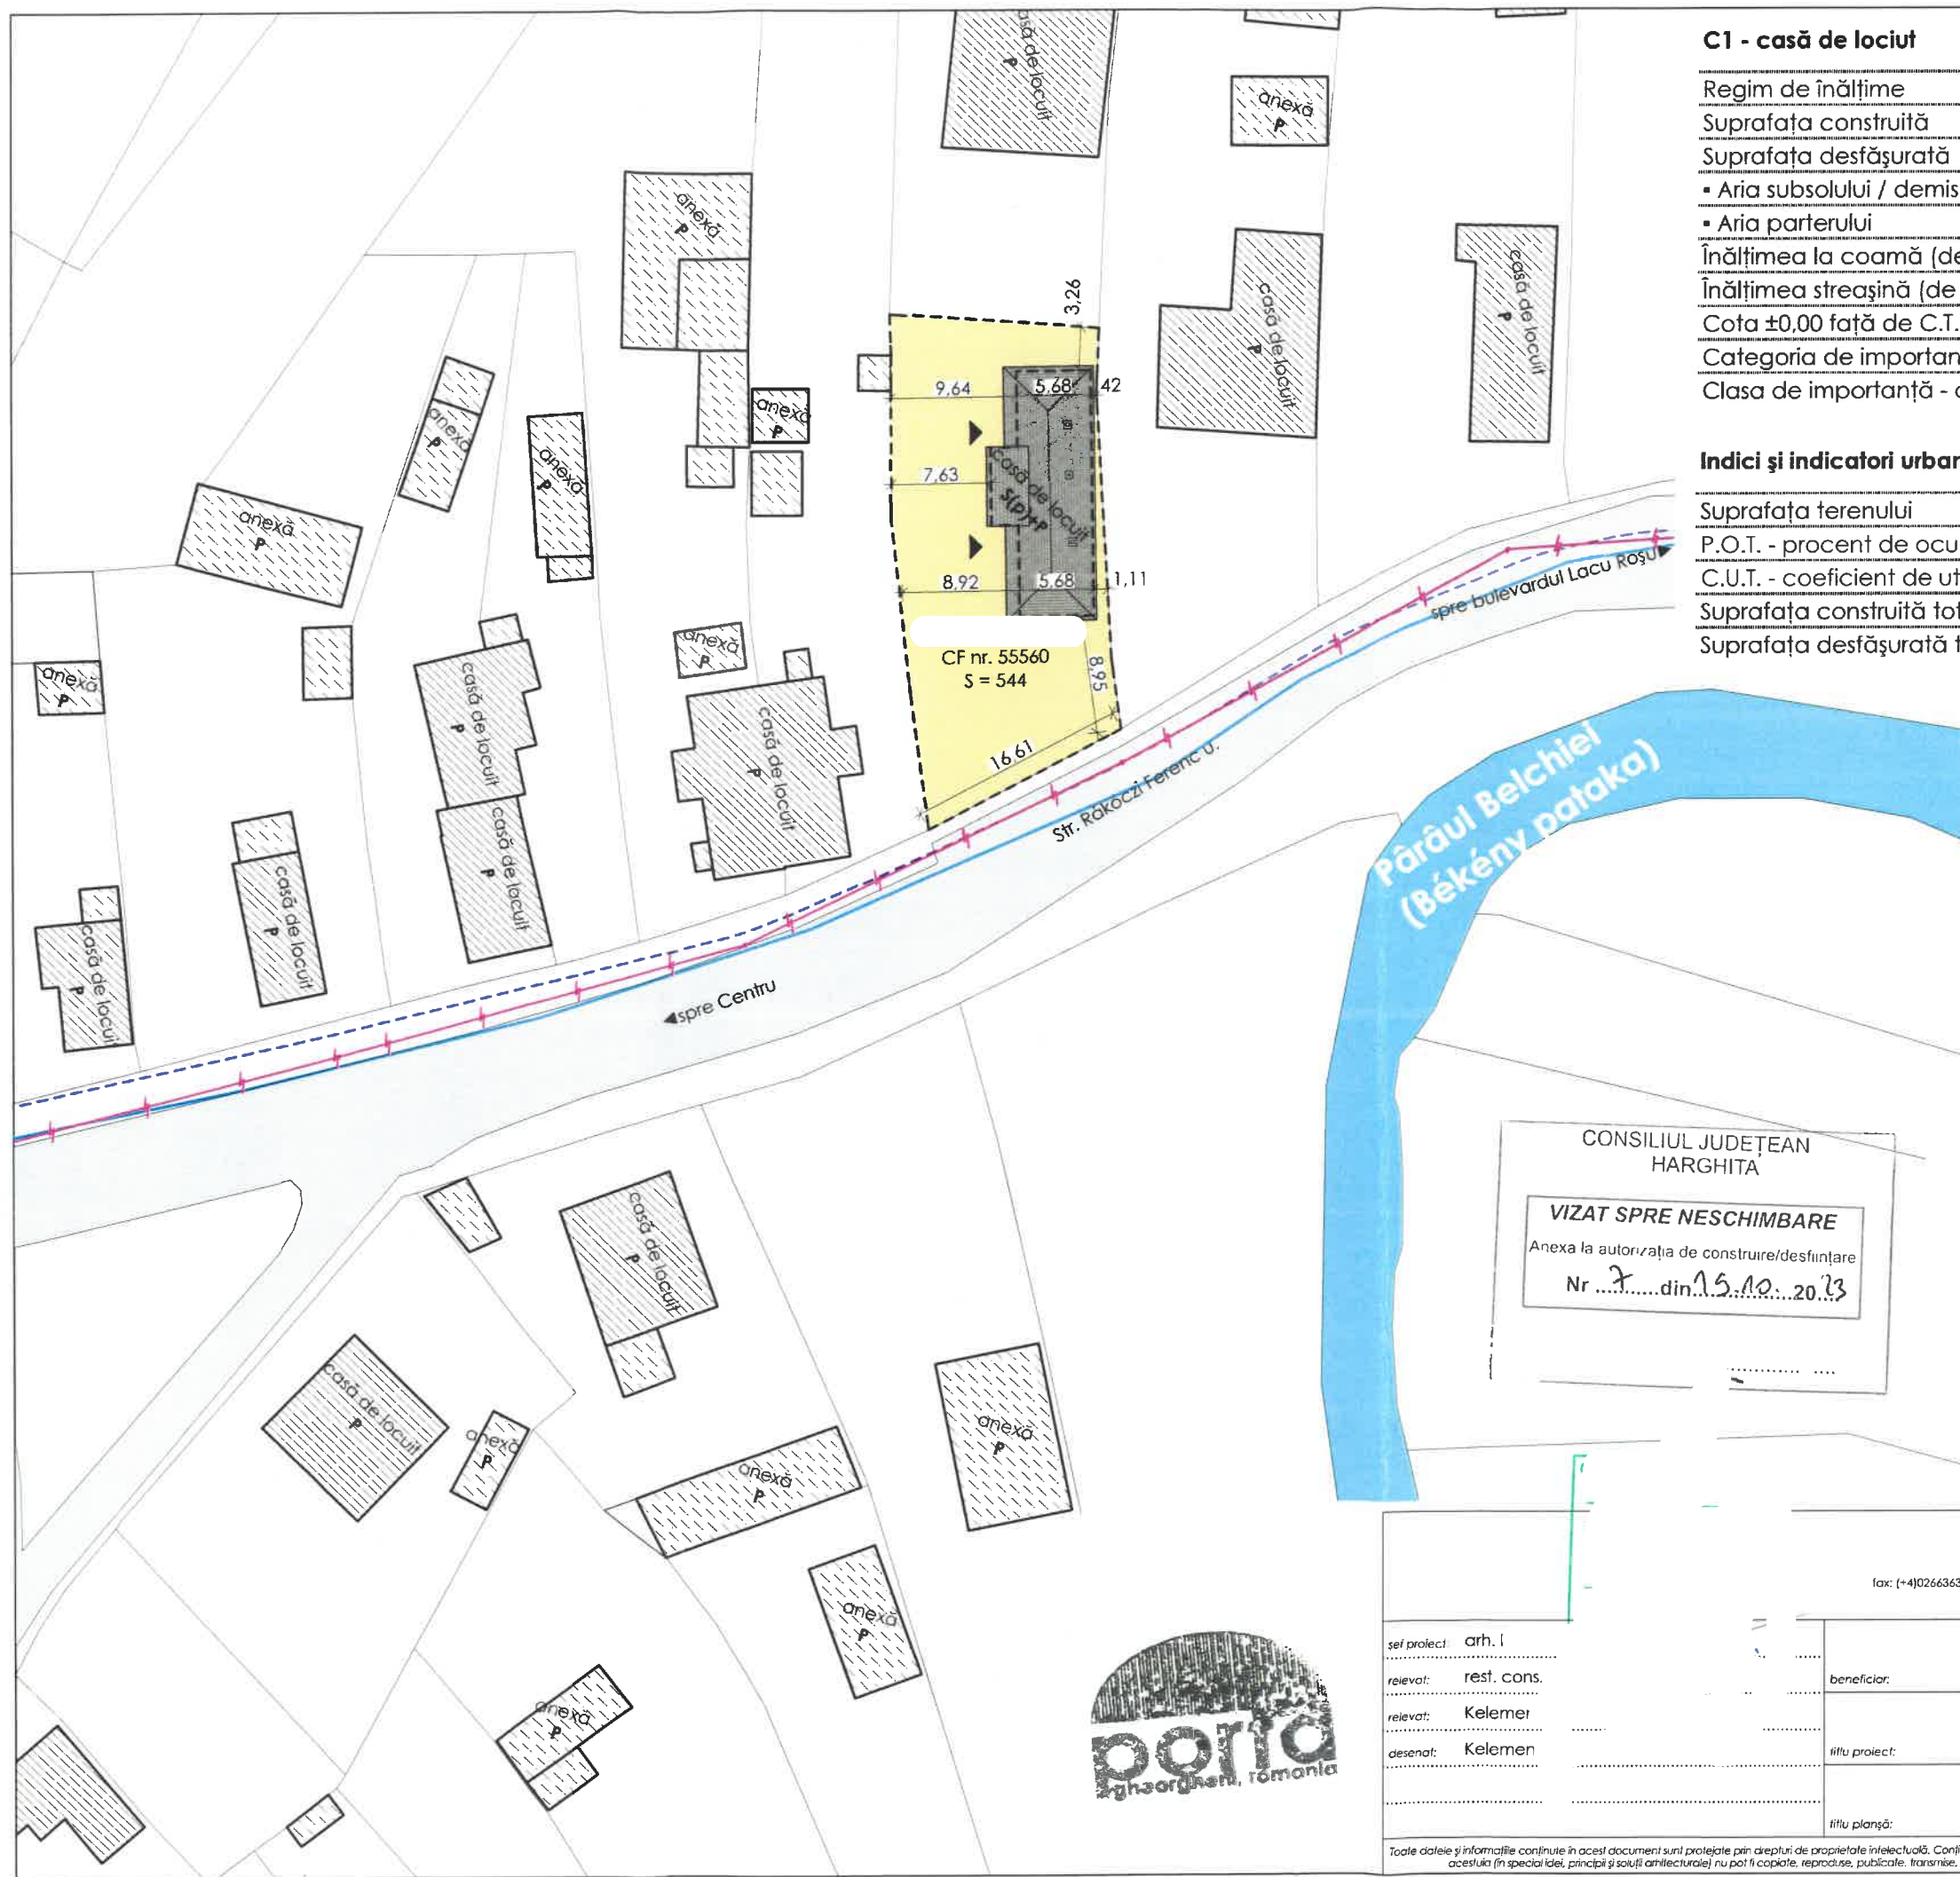 casă de locuit
P
anexă
P
anexă
P
casă de locuit
P
casă de locuit
P
anexă
P
anexă
P
anexă
P
anexă
P
anexă
P
anexă
P
casă de locuit
P
casă de locuit
P
casă de locuit
P
casă de locuit
P
casă de locuit
P
3,26
9,64
5,68
42
7,63
casă de locuit
S(P)+P
8,92
5,68
1,11
CF nr. 55560
S = 544
8,95
16,61
spre bulevardul Lacu Roșu
Str. Rákóczi Ferenc u.
spre Centru
Pârâul Belchiei
(Békény pataka)
casă de locuit
P
casă de locuit
P
anexă
P
anexă
P
anexă
P
anexă
P
anexă
P
C1 - casă de lociut
Regim de înălțime
Suprafața construită
Suprafața desfășurată
▪ Aria subsolului / demis
▪ Aria parterului
Înălțimea la coamă (de
Înălțimea streașină (de
Cota ±0,00 față de C.T.
Categoria de importan
Clasa de importanță -
Indici și indicatori urban
Suprafața terenului
P.O.T. - procent de ocu
C.U.T. - coeficient de ut
Suprafața construită tot
Suprafața desfășurată t
CONSILIUL JUDEȚEAN
HARGHITA
VIZAT SPRE NESCHIMBARE
Anexa la autorizația de construire/desființare
Nr ...7......din..15.10...2023
porta
gheorgheni, romania
fax: (+4)0266363
șef proiect: arh.
relevat: rest. cons.
relevat: Kelemen
desenat: Kelemen
beneficiar:
titlu proiect:
titlu planșă:
Toate datele și informațiile conținute în acest document sunt protejate prin drepturi de proprietate intelectuală. Conți
acestuia (în special idei, principii și soluții arhitecturale) nu pot fi copiate, reproduse, publicate, transmise,